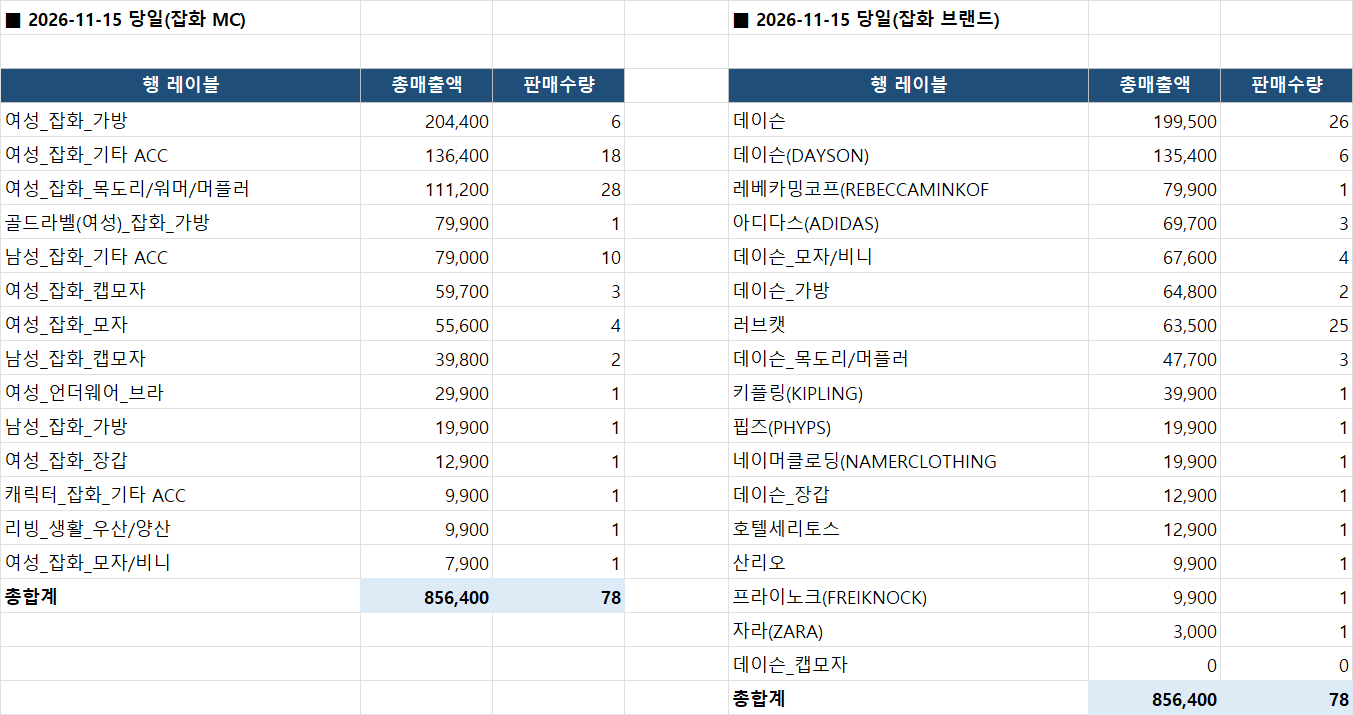 ■ 2026-11-15 당일(잡화 MC)
행 레이블 총매출액 판매수량
여성_잡화_가방 204,400 6
여성_잡화_기타 ACC 136,400 18
여성_잡화_목도리/워머/머플러 111,200 28
골드라벨(여성)_잡화_가방 79,900 1
남성_잡화_기타 ACC 79,000 10
여성_잡화_캡모자 59,700 3
여성_잡화_모자 55,600 4
남성_잡화_캡모자 39,800 2
여성_언더웨어_브라 29,900 1
남성_잡화_가방 19,900 1
여성_잡화_장갑 12,900 1
캐릭터_잡화_기타 ACC 9,900 1
리빙_생활_우산/양산 9,900 1
여성_잡화_모자/비니 7,900 1
총합계 856,400 78
■ 2026-11-15 당일(잡화 브랜드)
행 레이블 총매출액 판매수량
데이슨 199,500 26
데이슨(DAYSON) 135,400 6
레베카밍코프(REBECCAMINKOF 79,900 1
아디다스(ADIDAS) 69,700 3
데이슨_모자/비니 67,600 4
데이슨_가방 64,800 2
러브캣 63,500 25
데이슨_목도리/머플러 47,700 3
키플링(KIPLING) 39,900 1
핍즈(PHYPS) 19,900 1
네이머클로딩(NAMERCLOTHING 19,900 1
데이슨_장갑 12,900 1
호텔세리토스 12,900 1
산리오 9,900 1
프라이노크(FREIKNOCK) 9,900 1
자라(ZARA) 3,000 1
데이슨_캡모자 0 0
총합계 856,400 78